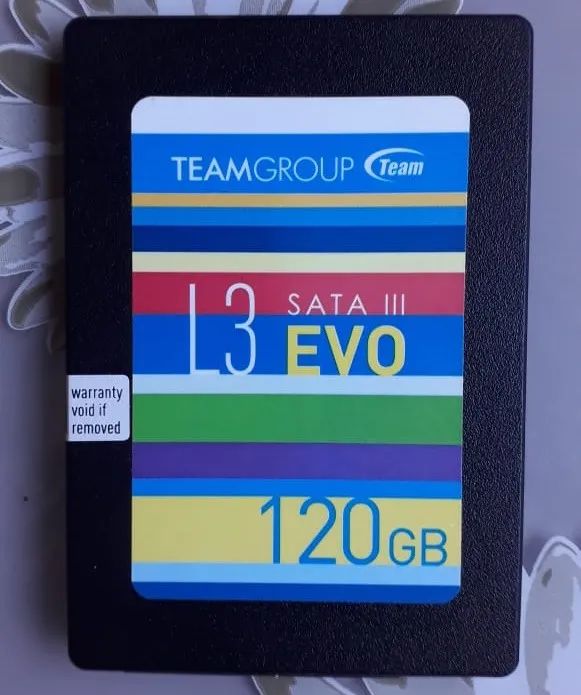 TEAMGROUP Team
L3 SATA III
EVO
warranty
void if
removed
120GB